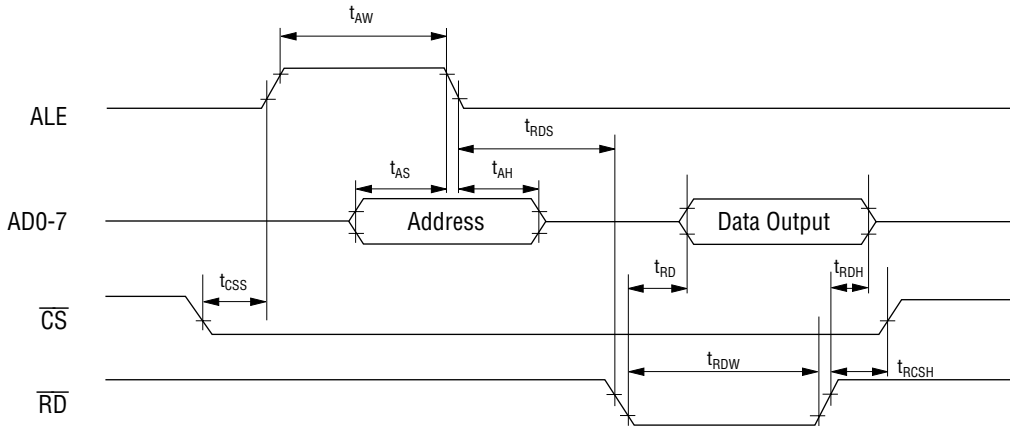 tAW
ALE
tRDS
tAS
tAH
AD0-7
Address
Data Output
tCSS
tRD
tRDH
CS
tRDW
tRCSH
RD